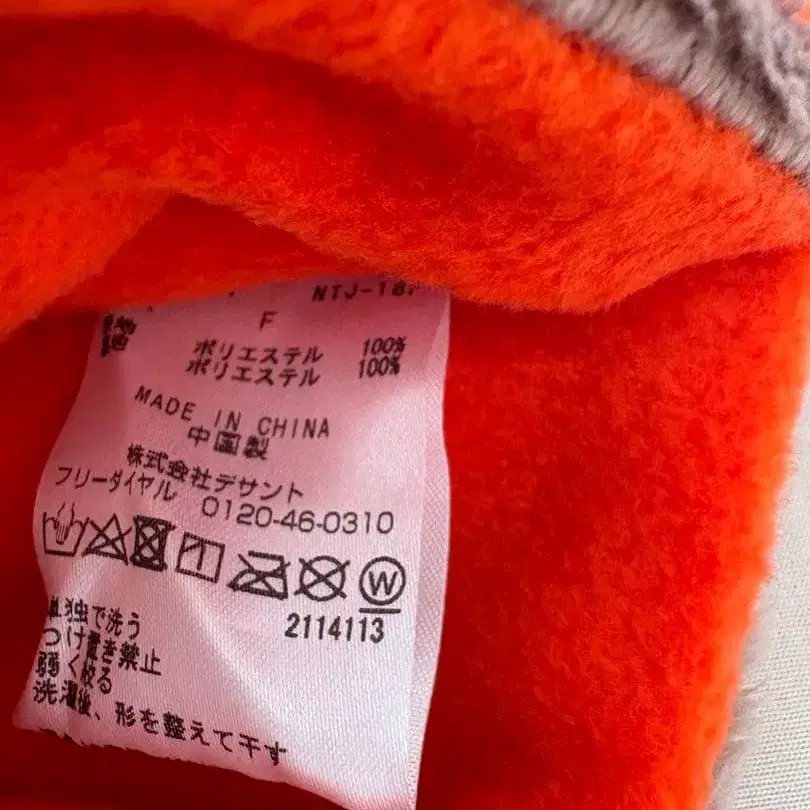 NTJ-18
F
地 ポリエステル 100%
ポリエステル 100%
MADE IN CHINA
中国製
株式会社デサント
フリーダイヤル 0120-46-0310
W
2114113
単独で洗う
つけ置き禁止
弱く絞る
洗濯後、形を整えて干す